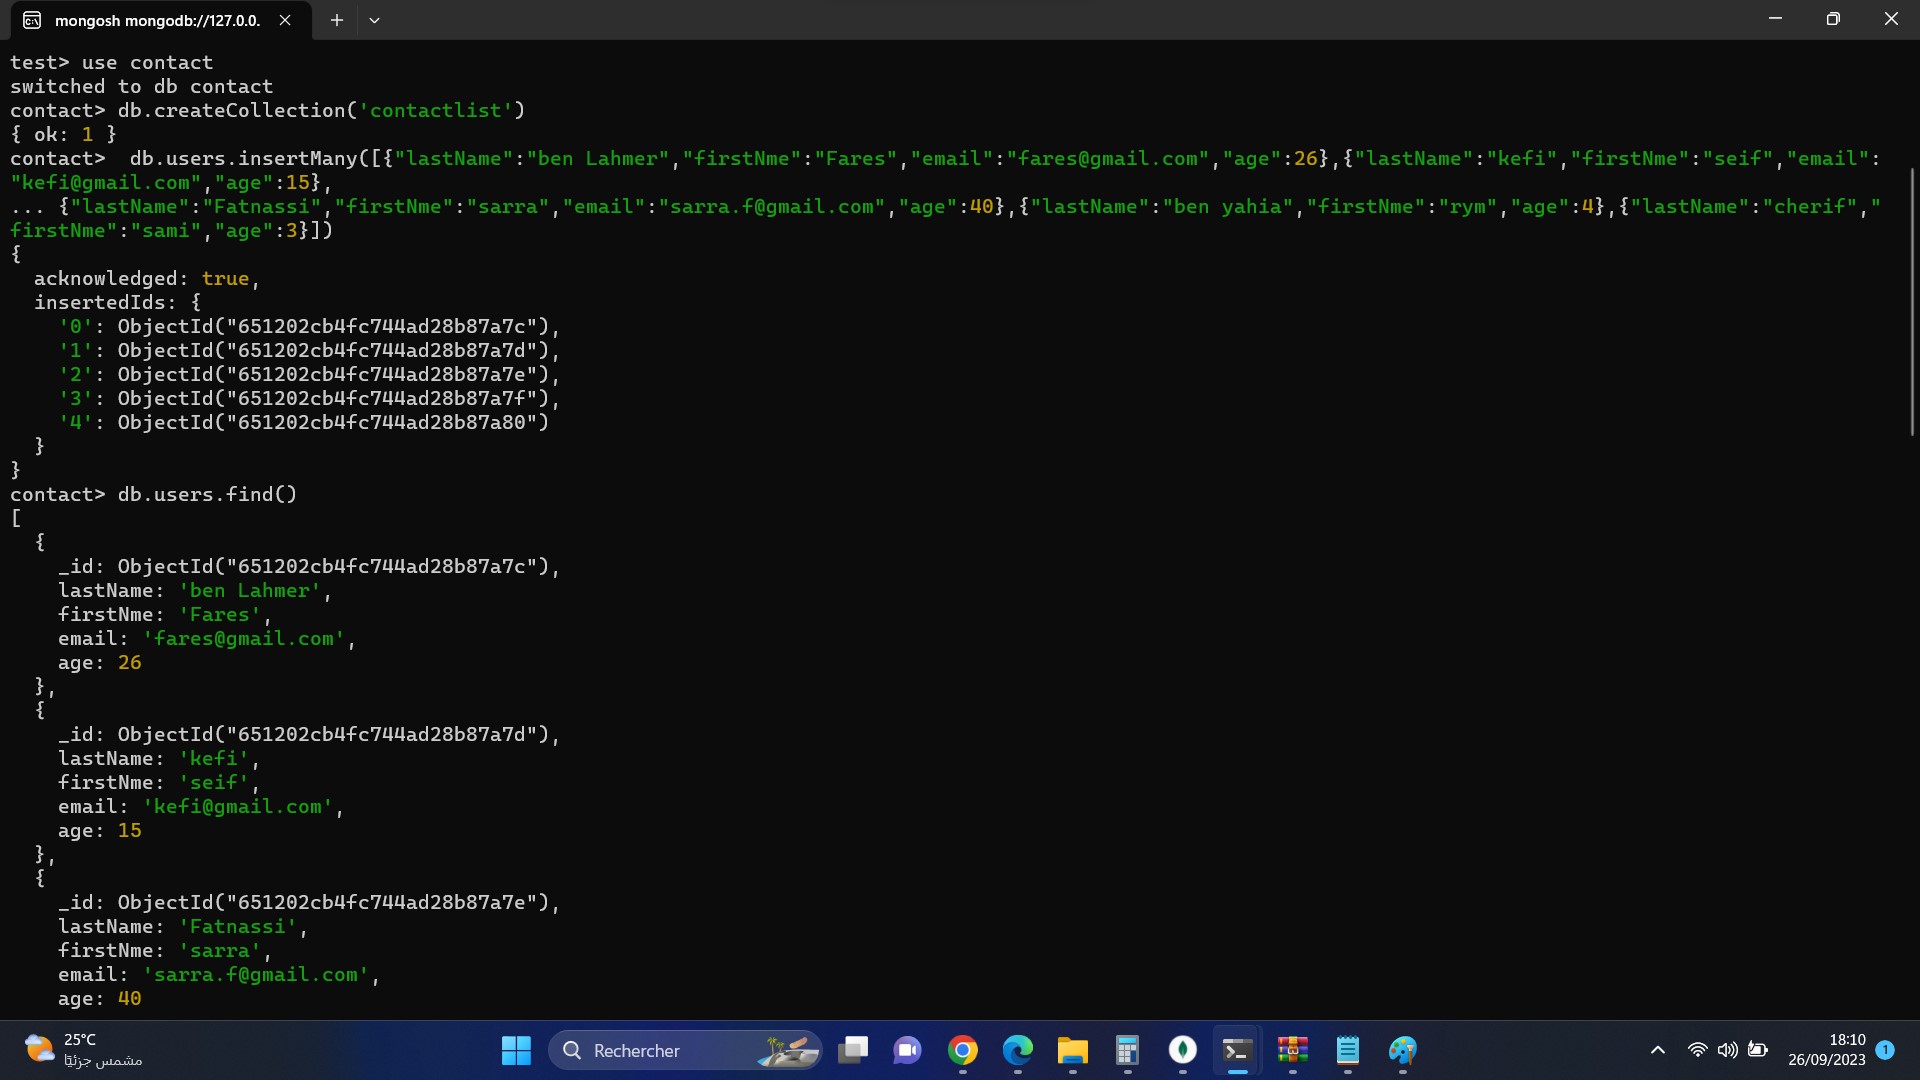 mongosh mongodb://127.0.0.
test> use contact
switched to db contact
contact> db.createCollection('contactlist')
{ ok: 1 }
contact>  db.users.insertMany([{"lastName":"ben Lahmer","firstNme":"Fares","email":"fares@gmail.com","age":26},{"lastName":"kefi","firstNme":"seif","email":
"kefi@gmail.com","age":15},
... {"lastName":"Fatnassi","firstNme":"sarra","email":"sarra.f@gmail.com","age":40},{"lastName":"ben yahia","firstNme":"rym","age":4},{"lastName":"cherif","
firstNme":"sami","age":3}])
{
  acknowledged: true,
  insertedIds: {
    '0': ObjectId("651202cb4fc744ad28b87a7c"),
    '1': ObjectId("651202cb4fc744ad28b87a7d"),
    '2': ObjectId("651202cb4fc744ad28b87a7e"),
    '3': ObjectId("651202cb4fc744ad28b87a7f"),
    '4': ObjectId("651202cb4fc744ad28b87a80")
  }
}
contact> db.users.find()
[
  {
    _id: ObjectId("651202cb4fc744ad28b87a7c"),
    lastName: 'ben Lahmer',
    firstNme: 'Fares',
    email: 'fares@gmail.com',
    age: 26
  },
  {
    _id: ObjectId("651202cb4fc744ad28b87a7d"),
    lastName: 'kefi',
    firstNme: 'seif',
    email: 'kefi@gmail.com',
    age: 15
  },
  {
    _id: ObjectId("651202cb4fc744ad28b87a7e"),
    lastName: 'Fatnassi',
    firstNme: 'sarra',
    email: 'sarra.f@gmail.com',
    age: 40
25°C
مشمس جزئيًا
Rechercher
18:10
26/09/2023
1